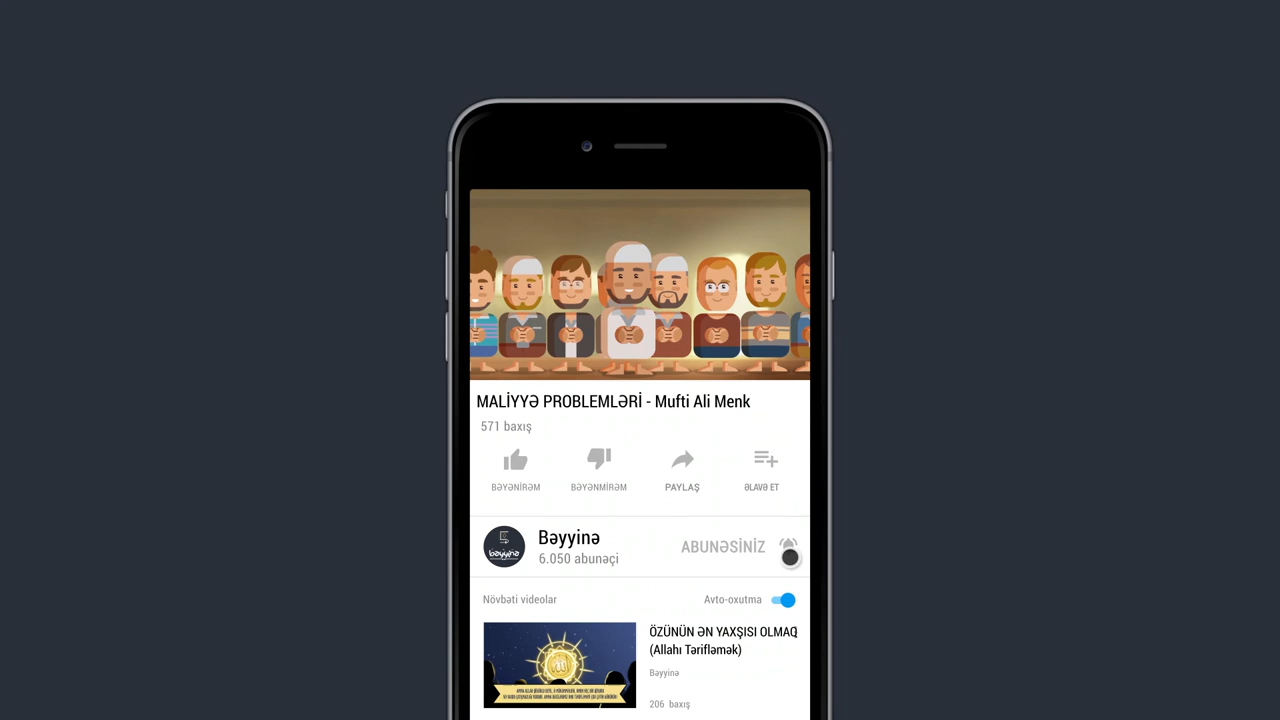 MALİYYƏ PROBLEMLƏRİ - Mufti Ali Menk
571 baxış
BƏYƏNİRƏM
BƏYƏNMİRƏM
PAYLAŞ
ƏLAVƏ ET
bəyyinə
Bəyyinə
6.050 abunəçi
ABUNƏSİNİZ
Növbəti videolar
Avto-oxutma
ÖZÜNÜN ƏN YAXŞISI OLMAQ
(Allahı Tərifləmək)
Bəyyinə
206 baxış